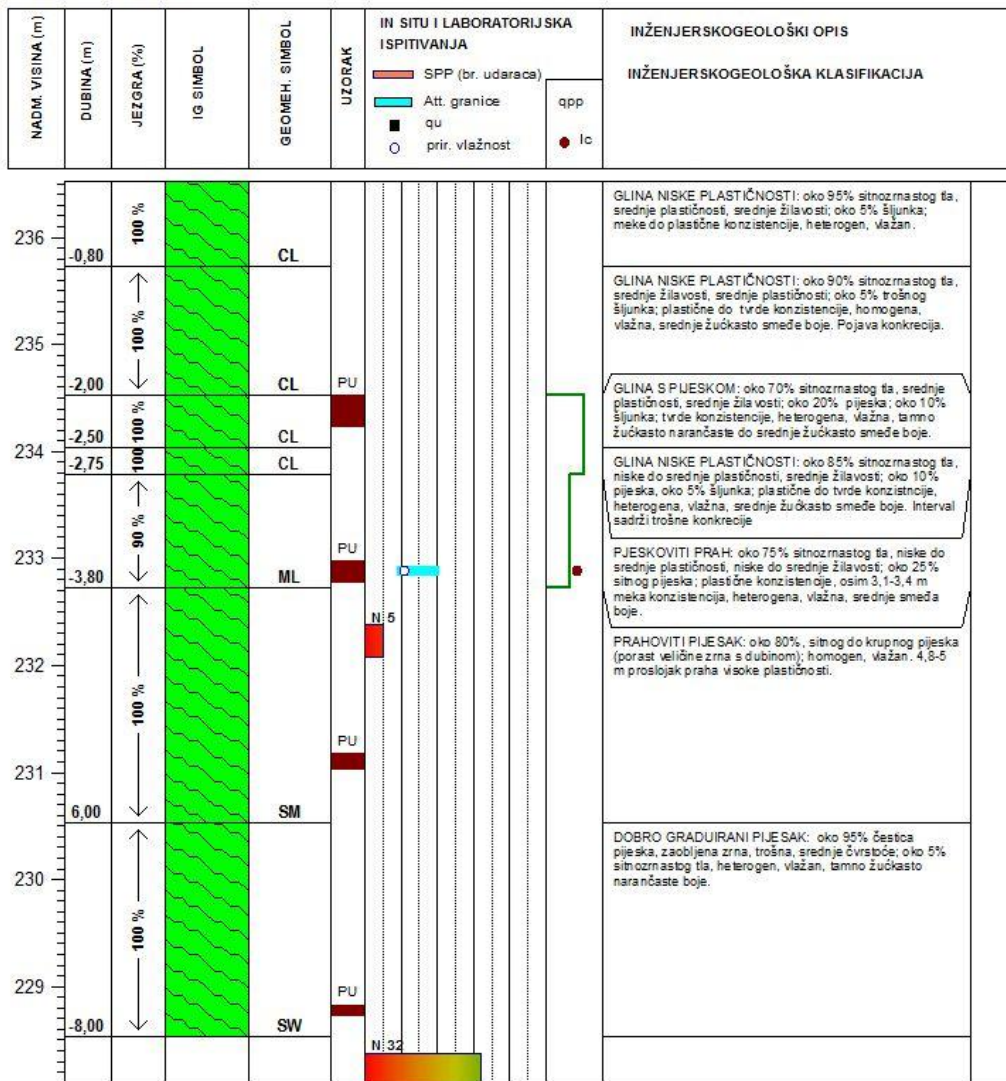 NADM. VISINA (m)
DUBINA (m)
JEZGRA (%)
IG SIMBOL
GEOMEH. SIMBOL
UZORAK
IN SITU I LABORATORIJSKA
ISPITIVANJA
SPP (br. udaraca)
Att. granice
qu
prir. vlažnost
qpp
Ic
INŽENJERSKOGEOLOŠKI OPIS
INŽENJERSKOGEOLOŠKA KLASIFIKACIJA
236
-0,80
100 %
CL
GLINA NISKE PLASTIČNOSTI: oko 95% sitnozrnastog tla,
srednje plastičnosti, srednje žilavosti; oko 5% šljunka;
meke do plastične konzistencije, heterogen, vlažan.
235
-2,00
100 %
CL
PU
GLINA NISKE PLASTIČNOSTI: oko 90% sitnozrnastog tla,
srednje žilavosti, srednje plastičnosti; oko 5% trošnog
šljunka; plastične do tvrde konzistencije, homogena,
vlažna, srednje žućkasto smeđe boje. Pojava konkrecija.
-2,50
100 %
CL
GLINA S PIJESKOM: oko 70% sitnozrnastog tla, srednje
plastičnosti, srednje žilavosti; oko 20% pijeska; oko 10%
šljunka; tvrde konzistencije, heterogena, vlažna, tamno
žućkasto narančaste do srednje žućkasto smeđe boje.
234
-2,75
100
CL
GLINA NISKE PLASTIČNOSTI: oko 85% sitnozrnastog tla,
niske do srednje plastičnosti, srednje žilavosti; oko 10%
pijeska, oko 5% šljunka; plastične do tvrde konzistncije,
heterogena, vlažna, srednje žućkasto smeđe boje. Interval
sadrži trošne konkrecije
233
-3,80
90 %
ML
PU
PJESKOVITI PRAH: oko 75% sitnozrnastog tla, niske do
srednje plastičnosti, niske do srednje žilavosti; oko 25%
sitnog pijeska; plastične konzistencije, osim 3,1-3,4 m
meka konzistencija, heterogena, vlažna, srednje smeđa
boje.
N 5
232
231
6,00
100 %
SM
PU
PRAHOVITI PIJESAK: oko 80%, sitnog do krupnog pijeska
(porast veličine zrna s dubinom); homogen, vlažan. 4,8-5
m proslojak praha visoke plastičnosti.
230
229
-8,00
100 %
SW
PU
DOBRO GRADUIRANI PIJESAK: oko 95% čestica
pijeska, zaobljena zrna, trošna, srednje čvrstoće; oko 5%
sitnozrnastog tla, heterogen, vlažan, tamno žućkasto
narančaste boje.
N 32